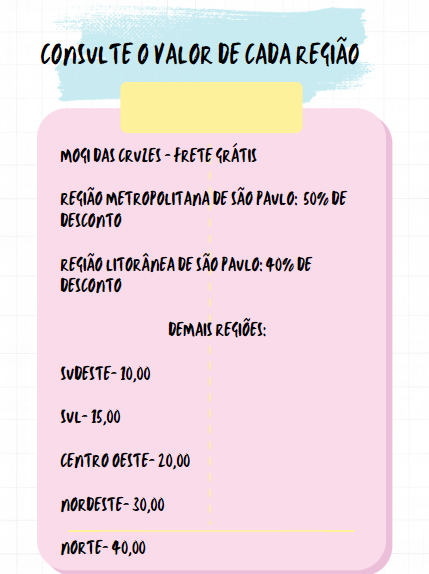 CONSULTE O VALOR DE CADA REGIÃO
MOGI DAS CRUZES - FRETE GRÁTIS
REGIÃO METROPOLITANA DE SÃO PAULO: 50% DE
DESCONTO
REGIÃO LITORÂNEA DE SÃO PAULO: 40% DE
DESCONTO
DEMAIS REGIÕES:
SUDESTE- 10,00
SUL- 15,00
CENTRO OESTE- 20,00
NORDESTE- 30,00
NORTE- 40,00